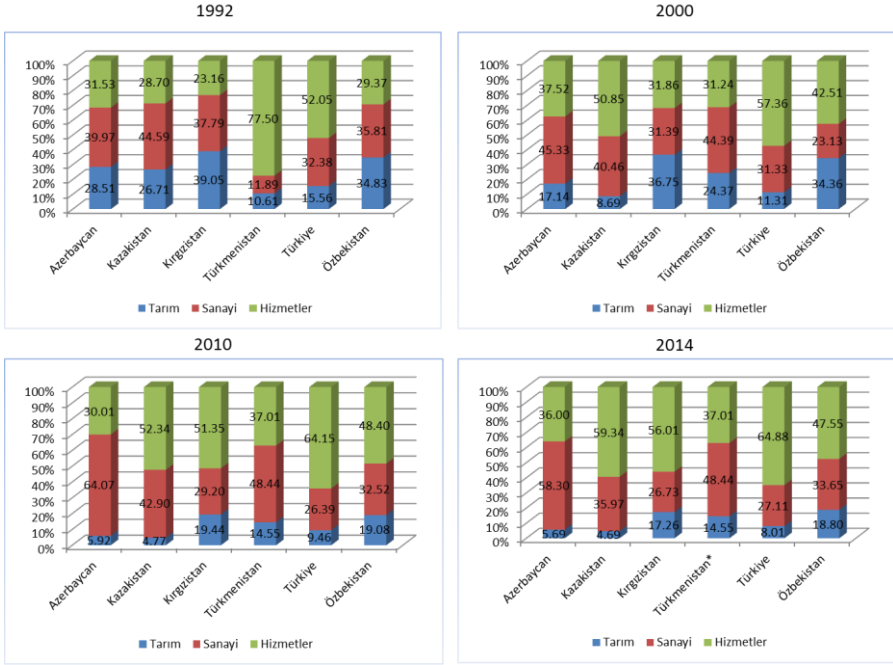 1992
100%
90%
80%
70%
60%
50%
40%
30%
20%
10%
0%
31.53 28.70 23.16 77.50 52.05 29.37
39.97 44.59 37.79 11.89 32.38 35.81
28.51 26.71 39.05 10.61 15.56 34.83
Azerbaycan Kazakistan Kırgızistan Türkmenistan Türkiye Özbekistan
Tarım Sanayi Hizmetler
2000
100%
90%
80%
70%
60%
50%
40%
30%
20%
10%
0%
37.52 50.85 31.86 31.24 57.36 42.51
45.33 40.46 31.39 44.39 31.33 23.13
17.14 8.69 36.75 24.37 11.31 34.36
Azerbaycan Kazakistan Kırgızistan Türkmenistan Türkiye Özbekistan
Tarım Sanayi Hizmetler
2010
100%
90%
80%
70%
60%
50%
40%
30%
20%
10%
0%
30.01 52.34 51.35 37.01 64.15 48.40
64.07 42.90 29.20 48.44 26.39 32.52
5.92 4.77 19.44 14.55 9.46 19.08
Azerbaycan Kazakistan Kırgızistan Türkmenistan Türkiye Özbekistan
Tarım Sanayi Hizmetler
2014
100%
90%
80%
70%
60%
50%
40%
30%
20%
10%
0%
36.00 59.34 56.01 37.01 64.88 47.55
58.30 35.97 26.73 48.44 27.11 33.65
5.69 4.69 17.26 14.55 8.01 18.80
Azerbaycan Kazakistan Kırgızistan Türkmenistan* Türkiye Özbekistan
Tarım Sanayi Hizmetler